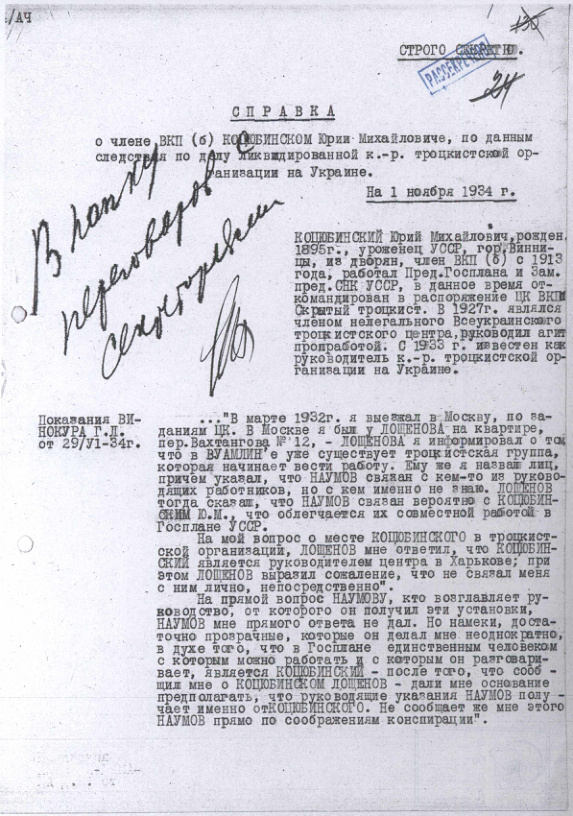 /АЧ
СТРОГО СЕКРЕТНО.
РАССЕКРЕЧЕНО
24
СПРАВКА
о члене ВКП (б) КОЦЮБИНСКОМ Юрии Михайловиче, по данным
следствия по делу ликвидированной к.-р. троцкистской ор-
ганизации на Украине.
На 1 ноября 1934 г.
В папку
переговоров с
секретарями
КОЦЮБИНСКИЙ Юрий Михайлович,рожден.
1895г., уроженец УССР, гор.Винни-
цы, из дворян, член ВКП (б) с 1913
года, работал Пред.Госплана и Зам.
пред.СНК УССР, в данное время от-
командирован в распоряжение ЦК ВКП
Скрытый троцкист. В 1927г. являлся
членом нелегального Всеукраинского
троцкистского центра,руководил агит
пропработой. С 1933 г. известен как
руководитель к.-р. троцкистской ор-
ганизации на Украине.
Показания ВИ-
НОКУРА Г.Л.
от 29/У1-34г.
..."В марте 1932г. я выезжал в Москву, по за-
даниям ЦК. В Москве я был у ЛОЩЕНОВА на квартире,
пер.Вахтангова № 12, - ЛОЩЕНОВА я информировал о том
что в ВУАМЛИН'е уже существует троцкистская группа,
которая начинает вести работу. Ему же я назвал лиц,
причем указал, что НАУМОВ связан с кем-то из руково-
дящих работников, но с кем именно не знаю. ЛОЩЕНОВ
тогда сказал, что НАУМОВ связан вероятно с КОЦЮБИН-
СКИМ Ю.М., что облегчается их совместной работой в
Госплане УССР.
На мой вопрос о месте КОЦЮБИНСКОГО в троцкист-
ской организации, ЛОЩЕНОВ мне ответил, что КОЦЮБИН-
СКИЙ является руководителем центра в Харькове; при
этом ЛОЩЕНОВ выразил сожаление, что не связал меня
с ним лично, непосредственно".
На прямой вопрос НАУМОВУ, кто возглавляет ру-
ководство, от которого он получил эти установки,
НАУМОВ мне прямого ответа не дал. Но намеки, доста-
точно прозрачные, которые он делал мне неоднократно,
в духе того, что в Госплане единственным человеком
с которым можно работать и с которым он разговари-
вает, является КОЦЮБИНСКИЙ - после того, что сооб-
щил мне о КОЦЮБИНСКОМ ЛОЩЕНОВ - дали мне основание
предполагать, что руководящие указания НАУМОВ полу-
чает именно отКОЦЮБИНСКОГО. Не сообщает же мне этого
НАУМОВ прямо по соображениям конспирации".